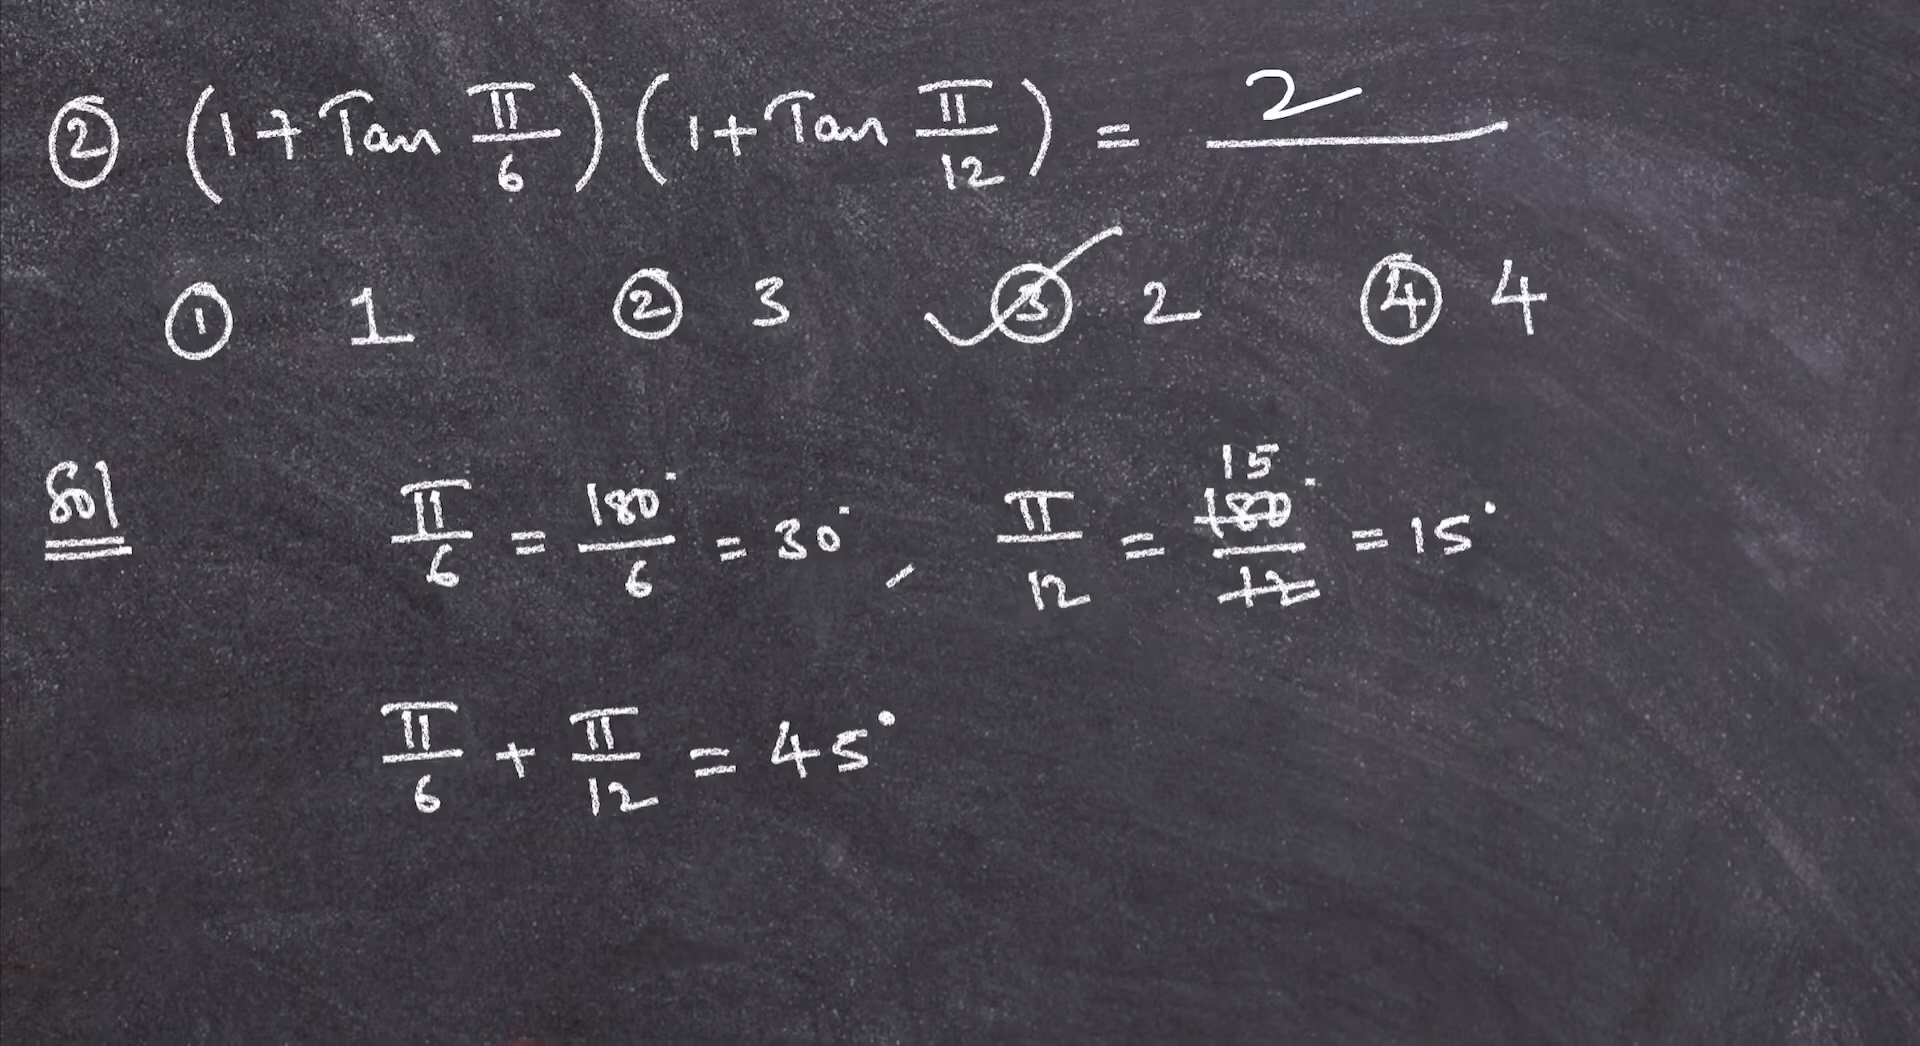 ② (1+Tan π/6) (1+Tan π/12) = 2
① 1 ② 3 ③ 2 ④ 4
Sol π/6 = 180°/6 = 30°, π/12 = 15 180°/12 = 15°
π/6 + π/12 = 45°